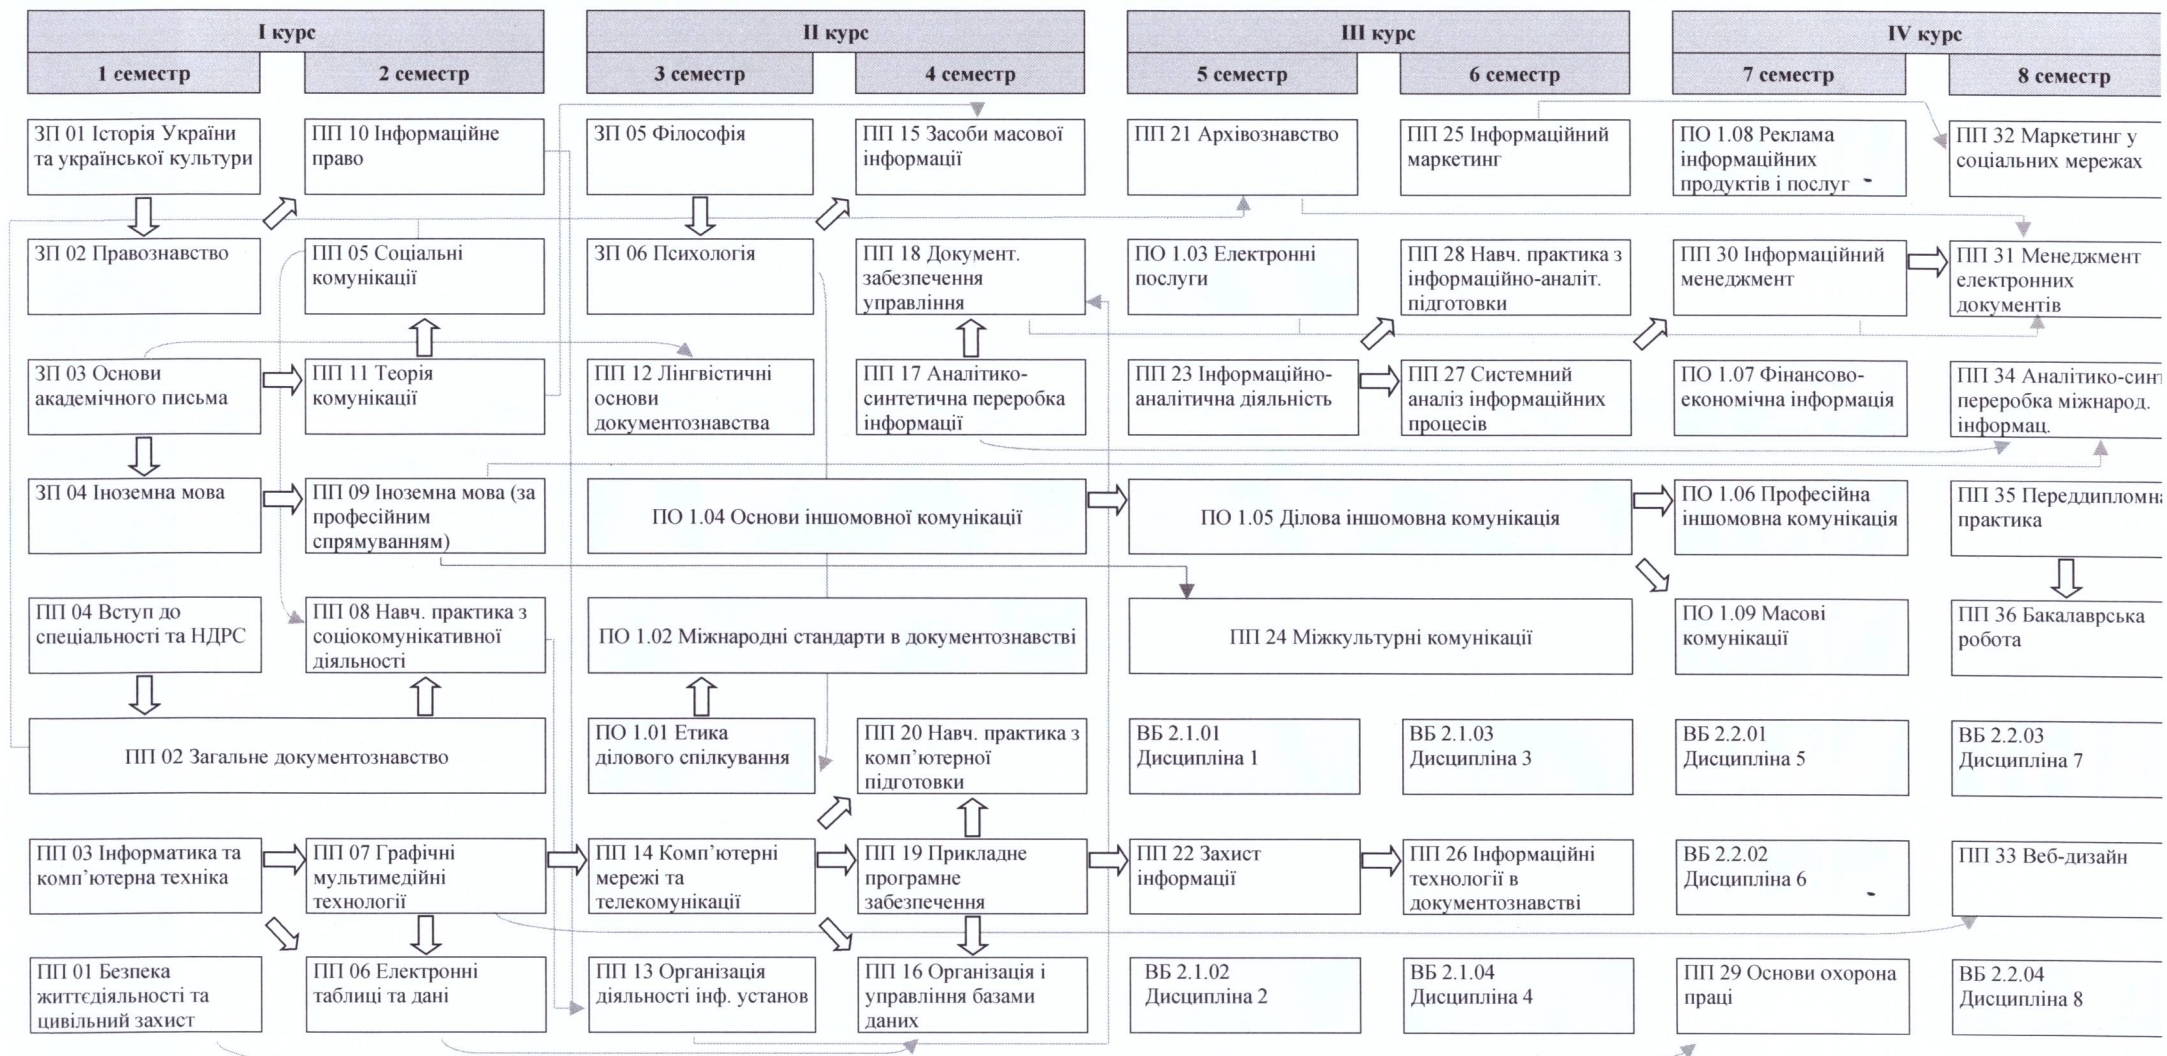 I курс
II курс
III курс
IV курс
1 семестр
2 семестр
3 семестр
4 семестр
5 семестр
6 семестр
7 семестр
8 семестр
ЗП 01 Історія України
та української культури
ПП 10 Інформаційне
право
ЗП 05 Філософія
ПП 15 Засоби масової
інформації
ПП 21 Архівознавство
ПП 25 Інформаційний
маркетинг
ПО 1.08 Реклама
інформаційних
продуктів і послуг
ПП 32 Маркетинг у
соціальних мережах
ЗП 02 Правознавство
ПП 05 Соціальні
комунікації
ЗП 06 Психологія
ПП 18 Документ.
забезпечення
управління
ПО 1.03 Електронні
послуги
ПП 28 Навч. практика з
інформаційно-аналіт.
підготовки
ПП 30 Інформаційний
менеджмент
ПП 31 Менеджмент
електронних
документів
ЗП 03 Основи
академічного письма
ПП 11 Теорія
комунікації
ПП 12 Лінгвістичні
основи
документознавства
ПП 17 Аналітико-
синтетична переробка
інформації
ПП 23 Інформаційно-
аналітична діяльність
ПП 27 Системний
аналіз інформаційних
процесів
ПО 1.07 Фінансово-
економічна інформація
ПП 34 Аналітико-синт
переробка міжнарод.
інформац.
ЗП 04 Іноземна мова
ПП 09 Іноземна мова (за
професійним
спрямуванням)
ПО 1.04 Основи іншомовної комунікації
ПО 1.05 Ділова іншомовна комунікація
ПО 1.06 Професійна
іншомовна комунікація
ПП 35 Переддипломна
практика
ПП 04 Вступ до
спеціальності та НДРС
ПП 08 Навч. практика з
соціокомунікативної
діяльності
ПО 1.02 Міжнародні стандарти в документознавстві
ПП 24 Міжкультурні комунікації
ПО 1.09 Масові
комунікації
ПП 36 Бакалаврська
робота
ПП 02 Загальне документознавство
ПО 1.01 Етика
ділового спілкування
ПП 20 Навч. практика з
комп’ютерної
підготовки
ВБ 2.1.01
Дисципліна 1
ВБ 2.1.03
Дисципліна 3
ВБ 2.2.01
Дисципліна 5
ВБ 2.2.03
Дисципліна 7
ПП 03 Інформатика та
комп’ютерна техніка
ПП 07 Графічні
мультимедійні
технології
ПП 14 Комп’ютерні
мережі та
телекомунікації
ПП 19 Прикладне
програмне
забезпечення
ПП 22 Захист
інформації
ПП 26 Інформаційні
технології в
документознавстві
ВБ 2.2.02
Дисципліна 6
ПП 33 Веб-дизайн
ПП 01 Безпека
життєдіяльності та
цивільний захист
ПП 06 Електронні
таблиці та дані
ПП 13 Організація
діяльності інф. установ
ПП 16 Організація і
управління базами
даних
ВБ 2.1.02
Дисципліна 2
ВБ 2.1.04
Дисципліна 4
ПП 29 Основи охорона
праці
ВБ 2.2.04
Дисципліна 8